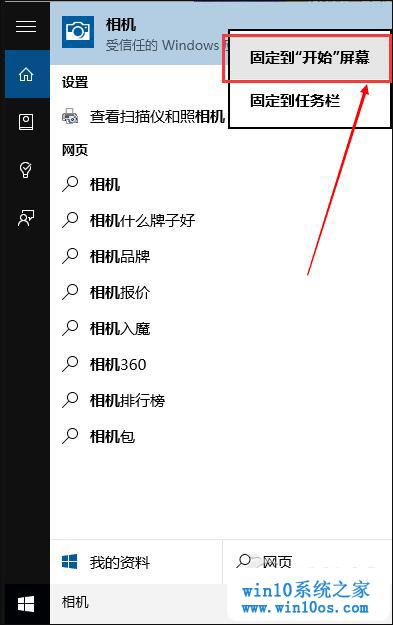 相机
受信任的 Windows
固定到“开始”屏幕
固定到任务栏
设置
查看扫描仪和照相机
网页
相机
相机什么牌子好
相机品牌
相机报价
相机入魔
相机360
相机排行榜
相机包
我的资料
网页
相机
win10系统之家
www.win10os.com